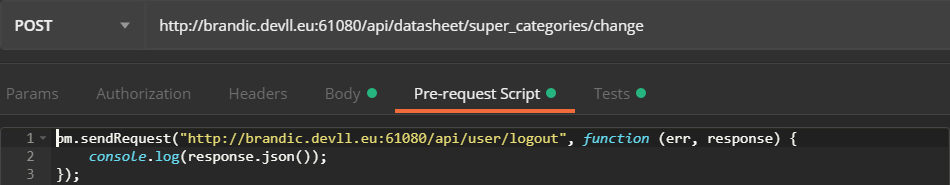 POST http://brandic.devll.eu:61080/api/datasheet/super_categories/change
Params Authorization Headers Body Pre-request Script Tests
1 pm.sendRequest("http://brandic.devll.eu:61080/api/user/logout", function (err, response) {
2 console.log(response.json());
3 });